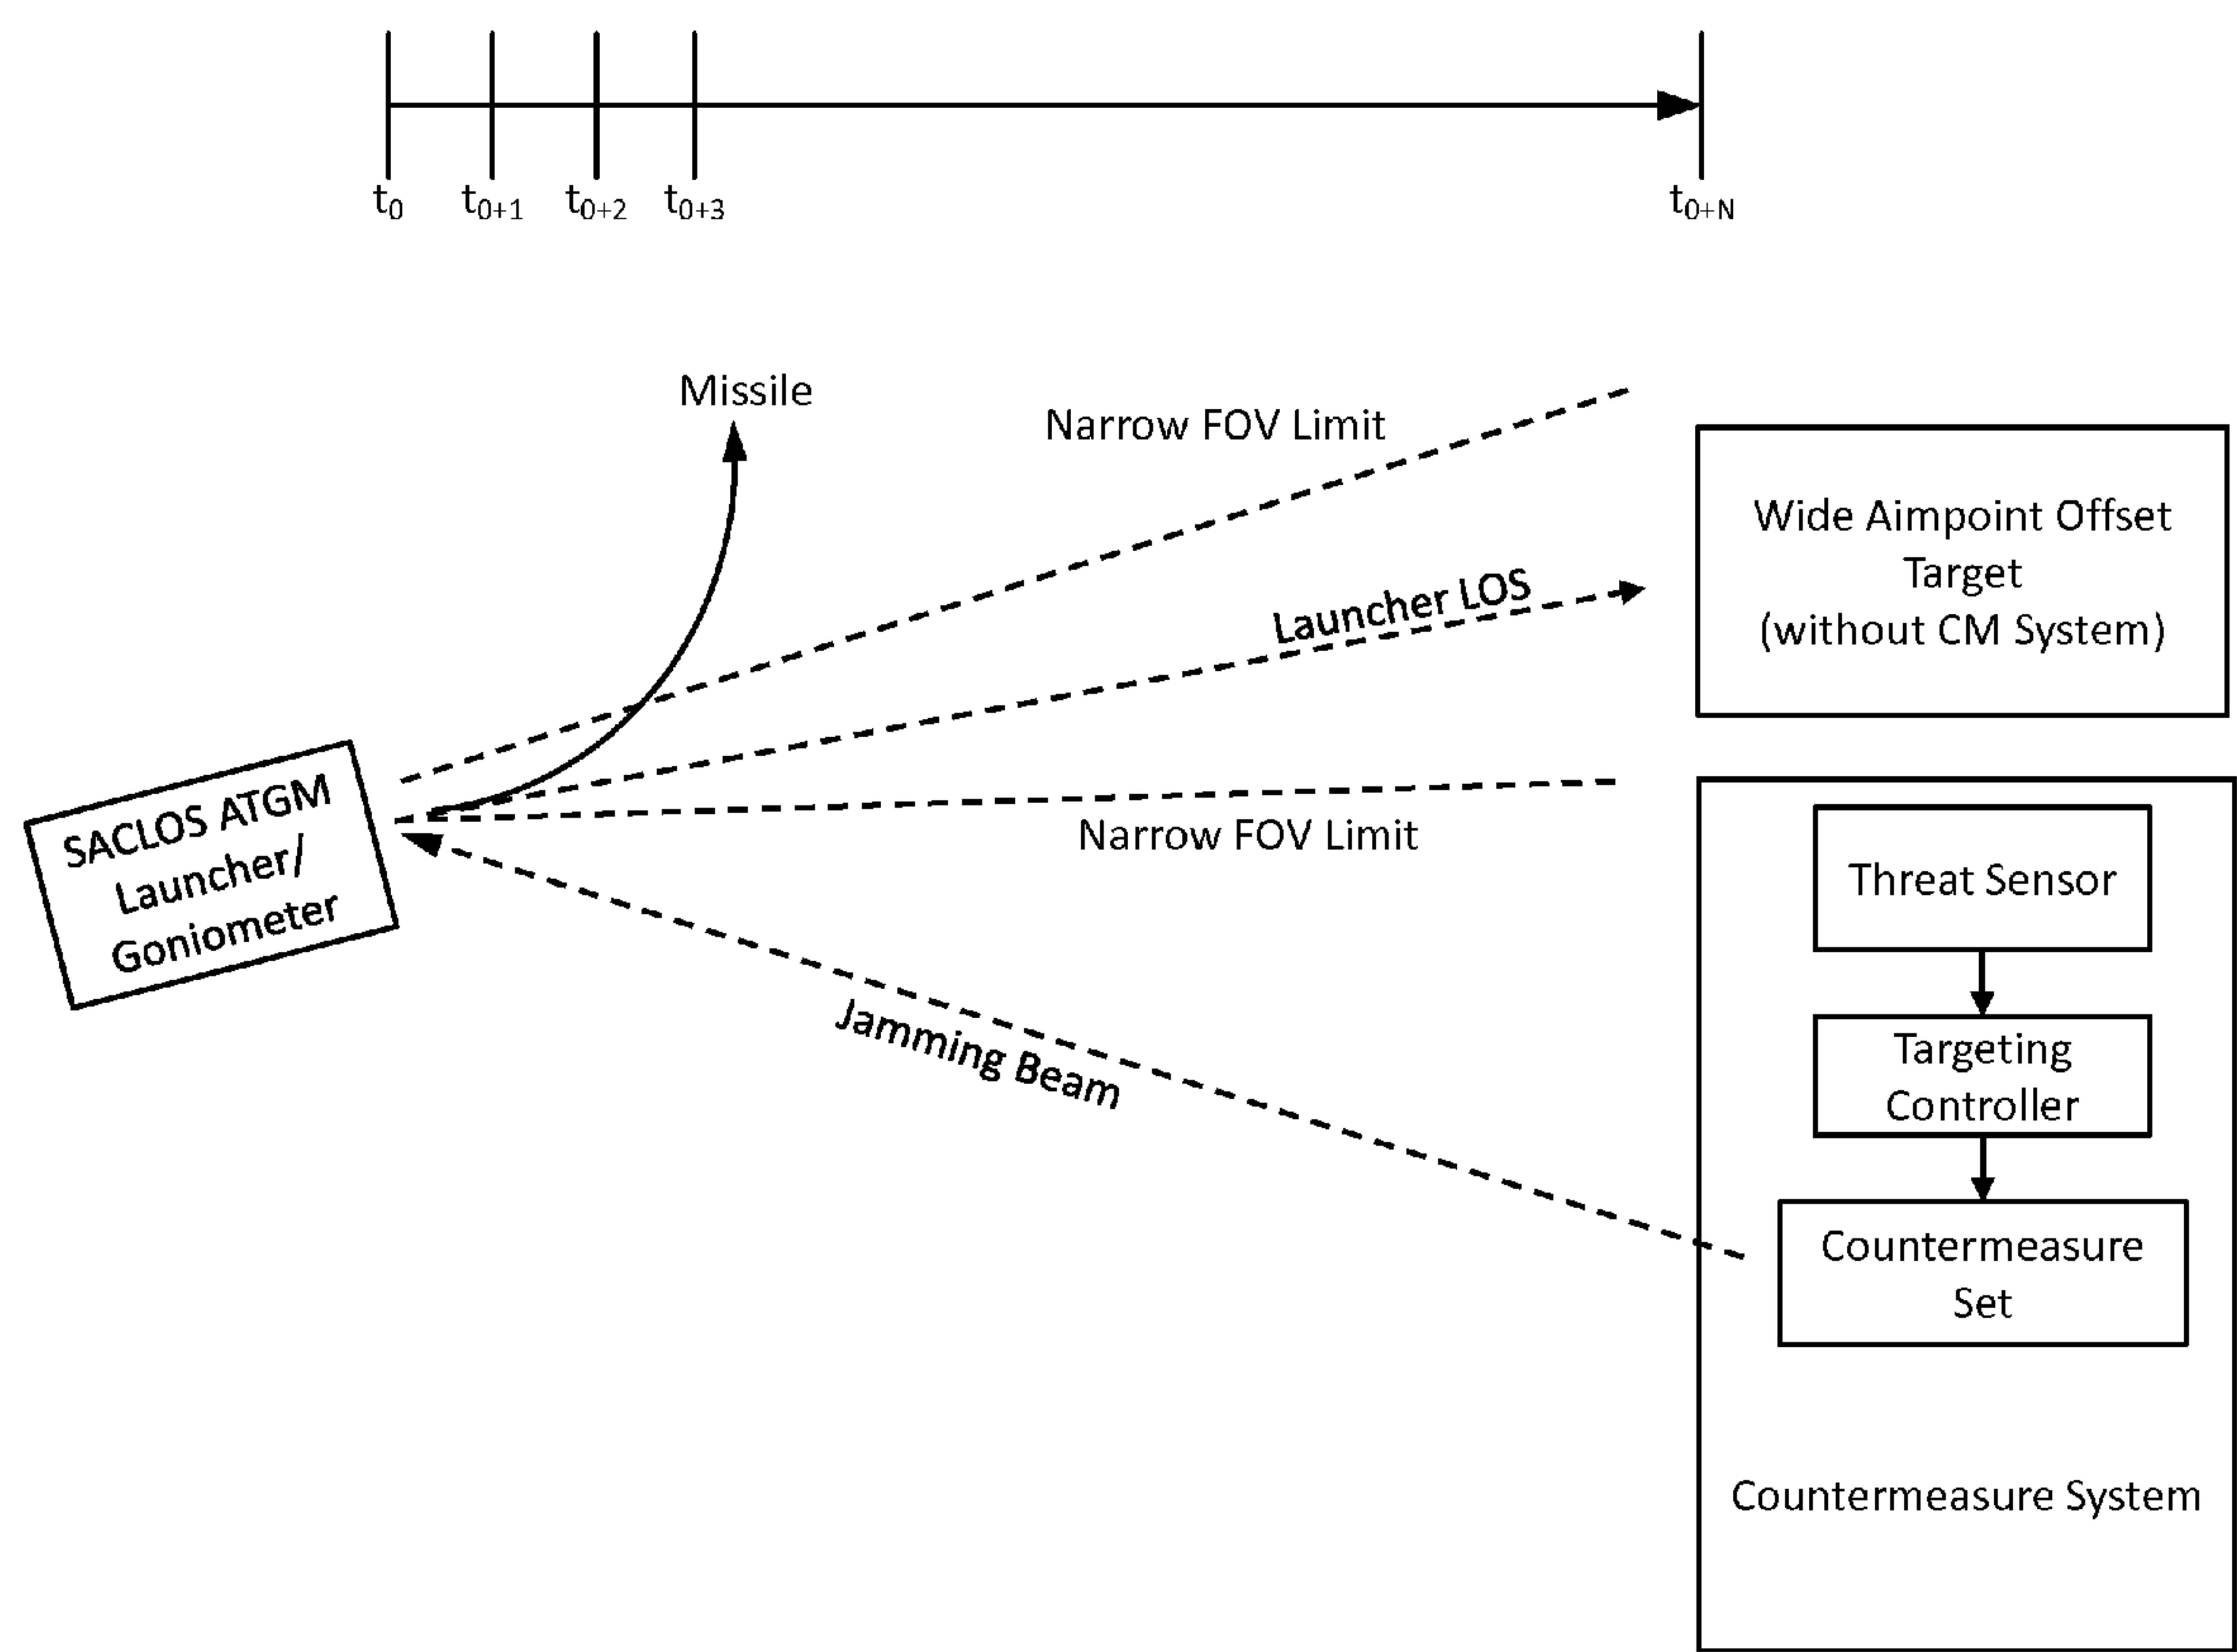 t0 t0+1 t0+2 t0+3 t0+N
Missile
Narrow FOV Limit
Wide Aimpoint Offset
Target
(without CM System)
Launcher LOS
SACLOS ATGM
Launcher/
Goniometer
Narrow FOV Limit
Jamming Beam
Threat Sensor
Targeting
Controller
Countermeasure
Set
Countermeasure System